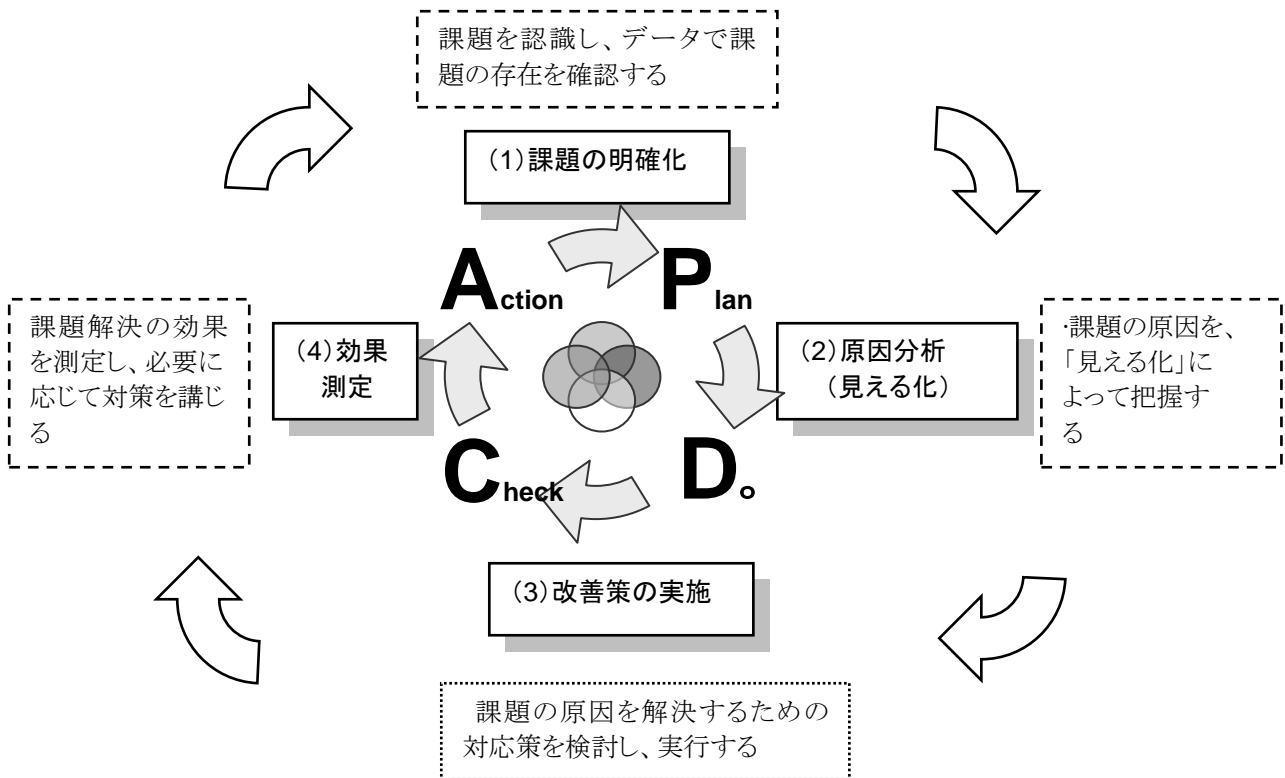 課題を認識し、データで課
題の存在を確認する
(1)課題の明確化
Action
Plan
課題解決の効果
を測定し、必要に
応じて対策を講じ
る
(4)効果
測定
(2)原因分析
(見える化)
・課題の原因を、
「見える化」に
よって把握す
る
Check
Do
(3)改善策の実施
課題の原因を解決するための
対応策を検討し、実行する